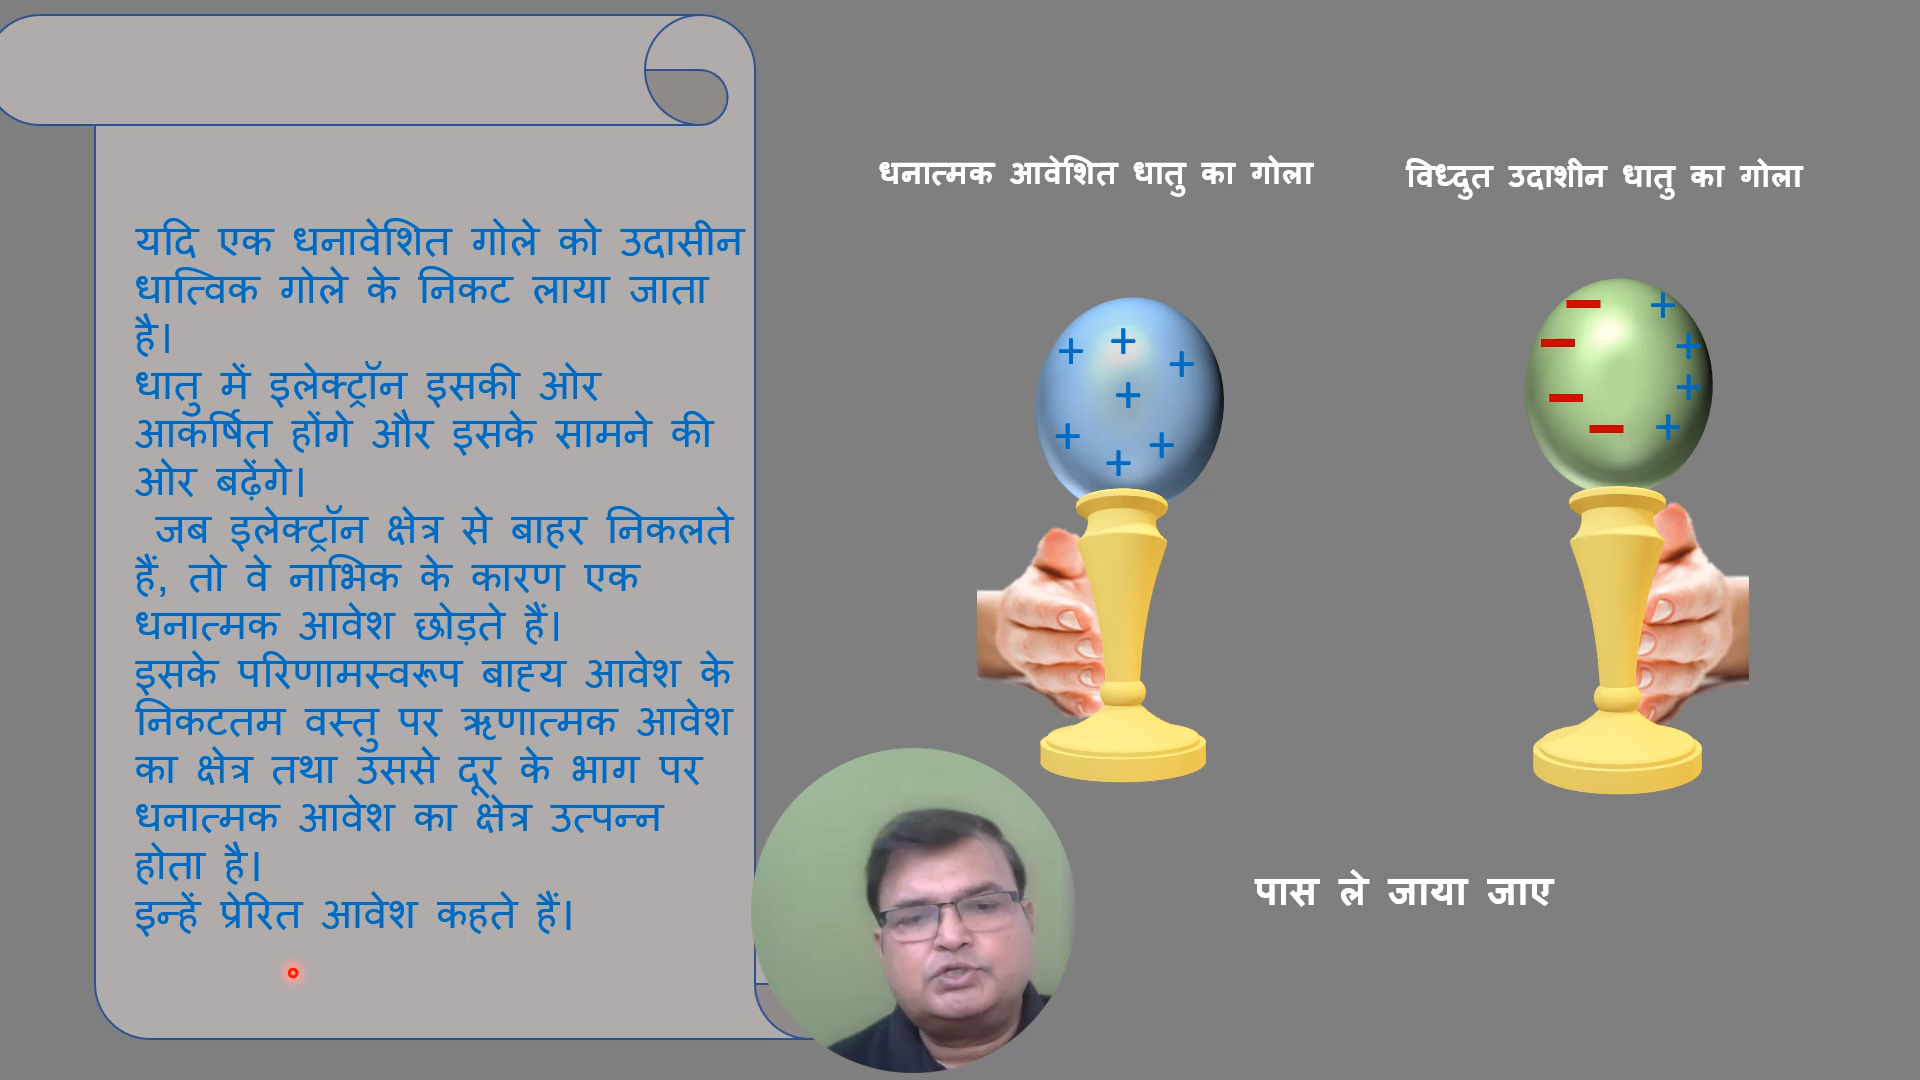 यदि एक धनावेशित गोले को उदासीन
धात्विक गोले के निकट लाया जाता
है।
धातु में इलेक्ट्रॉन इसकी ओर
आकर्षित होंगे और इसके सामने की
ओर बढ़ेंगे।
जब इलेक्ट्रॉन क्षेत्र से बाहर निकलते
हैं, तो वे नाभिक के कारण एक
धनात्मक आवेश छोड़ते हैं।
इसके परिणामस्वरूप बाह्य आवेश के
निकटतम वस्तु पर ऋणात्मक आवेश
का क्षेत्र तथा उससे दूर के भाग पर
धनात्मक आवेश का क्षेत्र उत्पन्न
होता है।
इन्हें प्रेरित आवेश कहते हैं।
धनात्मक आवेशित धातु का गोला
विध्दुत उदाशीन धातु का गोला
पास ले जाया जाए